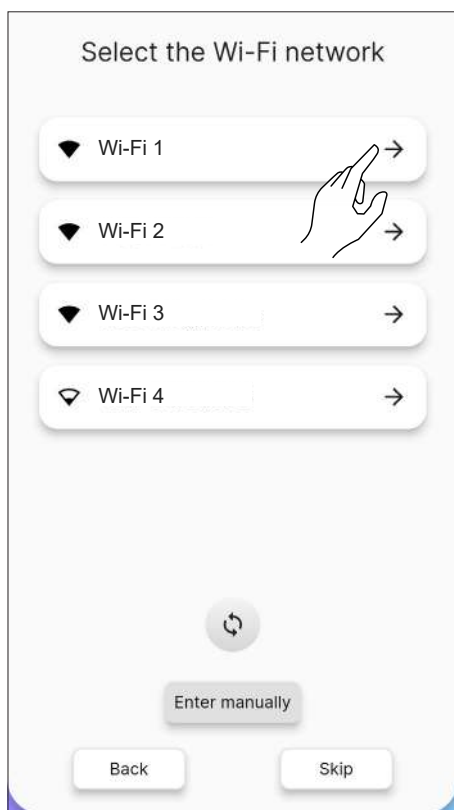 Select the Wi-Fi network
Wi-Fi 1
Wi-Fi 2
Wi-Fi 3
Wi-Fi 4
Enter manually
Back Skip